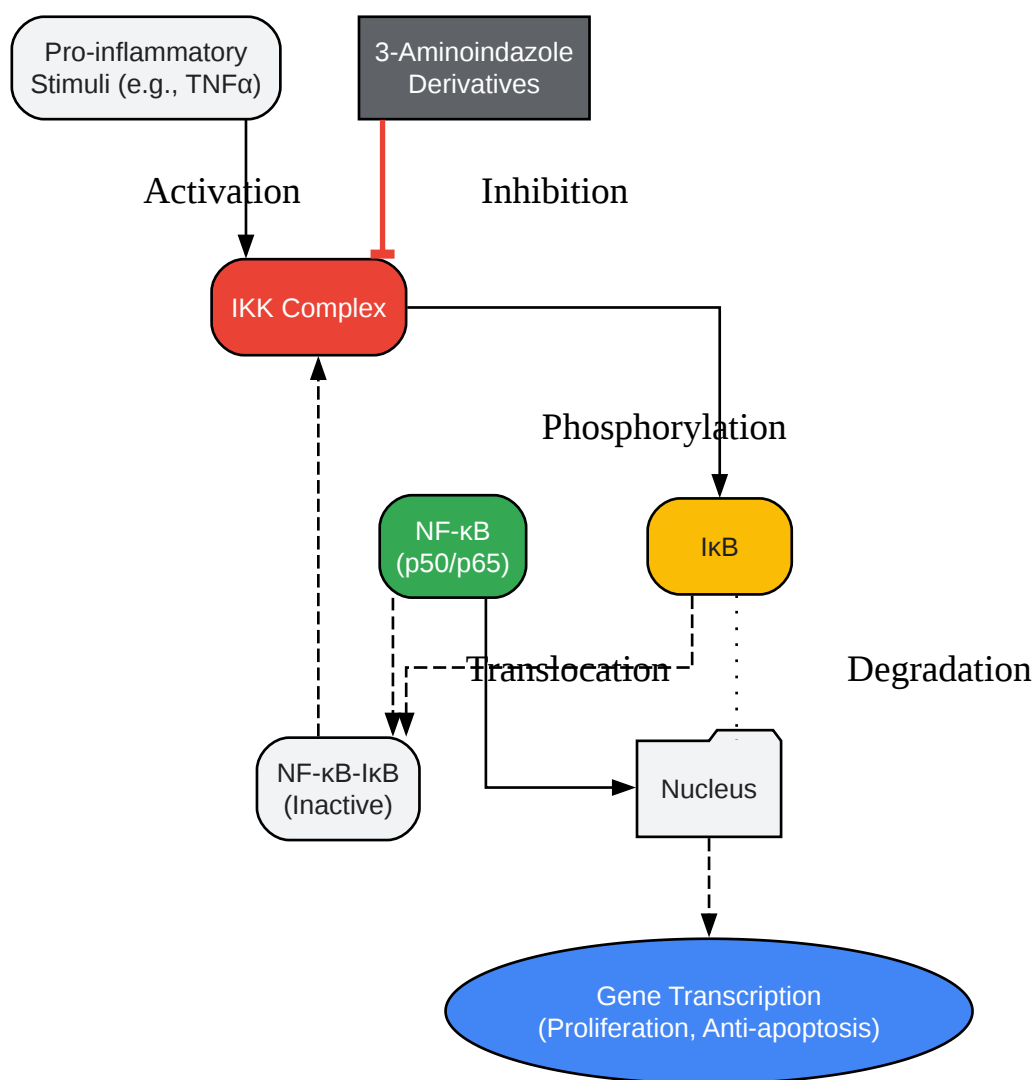 Pro-inflammatory
Stimuli (e.g., TNFα)
3-Aminoindazole
Derivatives
Activation
Inhibition
IKK Complex
Phosphorylation
NF-κB
(p50/p65)
IκB
Translocation
Degradation
NF-κB-IκB
(Inactive)
Nucleus
Gene Transcription
(Proliferation, Anti-apoptosis)